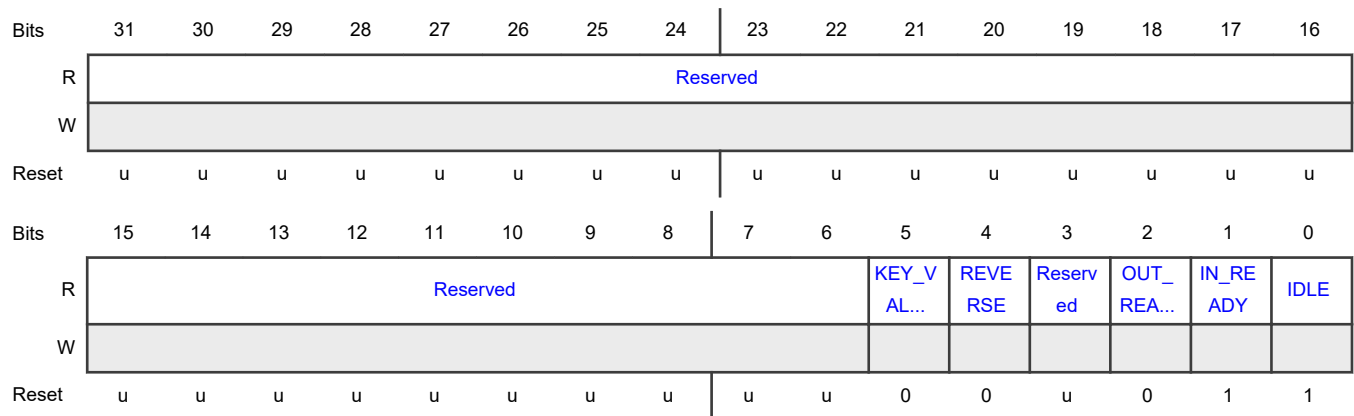 Bits 31 30 29 28 27 26 25 24 23 22 21 20 19 18 17 16
R Reserved
W
Reset u u u u u u u u u u u u u u u u
Bits 15 14 13 12 11 10 9 8 7 6 5 4 3 2 1 0
R Reserved KEY_V AL... REVE RSE Reserv ed OUT_ REA... IN_RE ADY IDLE
W
Reset u u u u u u u u u u 0 0 u 0 1 1